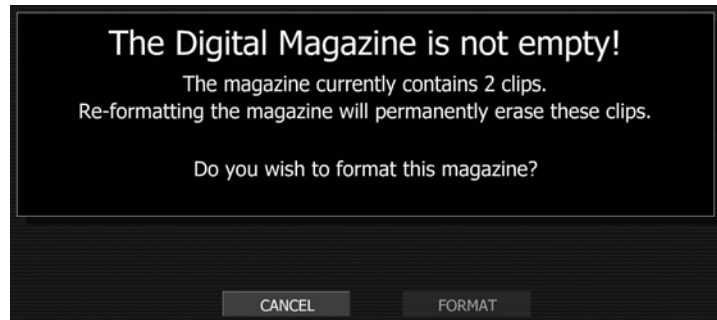 The Digital Magazine is not empty!
The magazine currently contains 2 clips.
Re-formatting the magazine will permanently erase these clips.
Do you wish to format this magazine?
CANCEL FORMAT